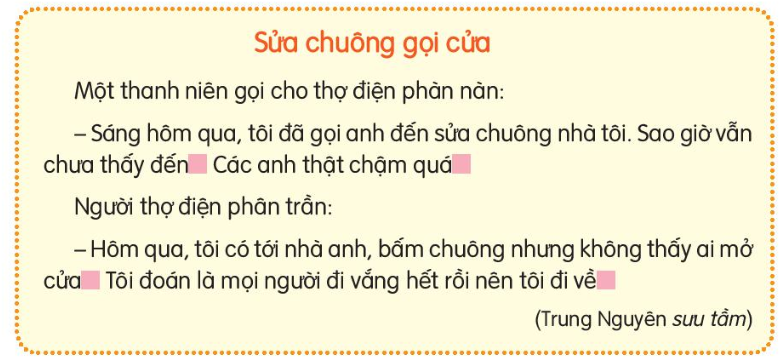 Sửa chuông gọi cửa
Một thanh niên gọi cho thợ điện phàn nàn:
– Sáng hôm qua, tôi đã gọi anh đến sửa chuông nhà tôi. Sao giờ vẫn
chưa thấy đến Các anh thật chậm quá
Người thợ điện phân trần:
– Hôm qua, tôi có tới nhà anh, bấm chuông nhưng không thấy ai mở
cửa Tôi đoán là mọi người đi vắng hết rồi nên tôi đi về
(Trung Nguyên sưu tầm)